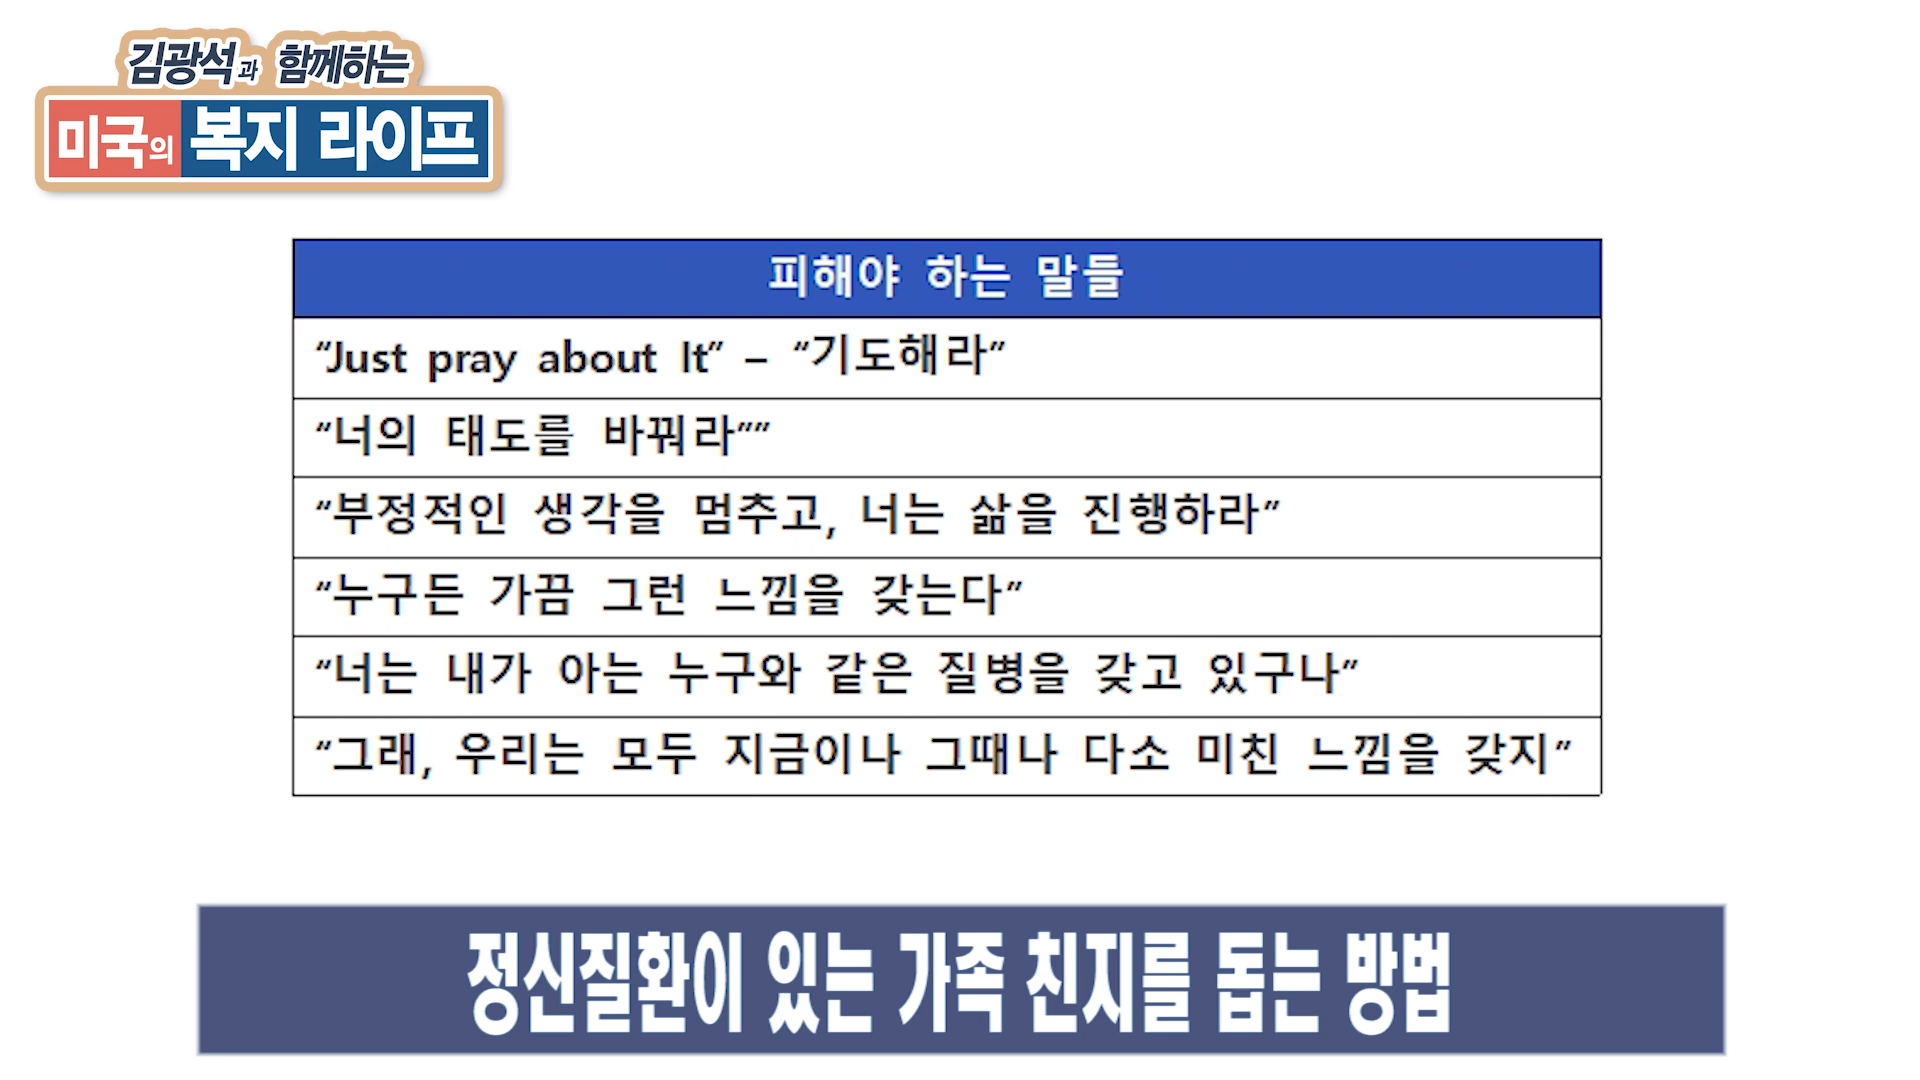 김광석과 함께하는
미국의 복지 라이프
피해야 하는 말들
“Just pray about It” – “기도해라”
“너의 태도를 바꿔라””
“부정적인 생각을 멈추고, 너는 삶을 진행하라”
“누구든 가끔 그런 느낌을 갖는다”
“너는 내가 아는 누구와 같은 질병을 갖고 있구나”
“그래, 우리는 모두 지금이나 그때나 다소 미친 느낌을 갖지”
정신질환이 있는 가족 친지를 돕는 방법